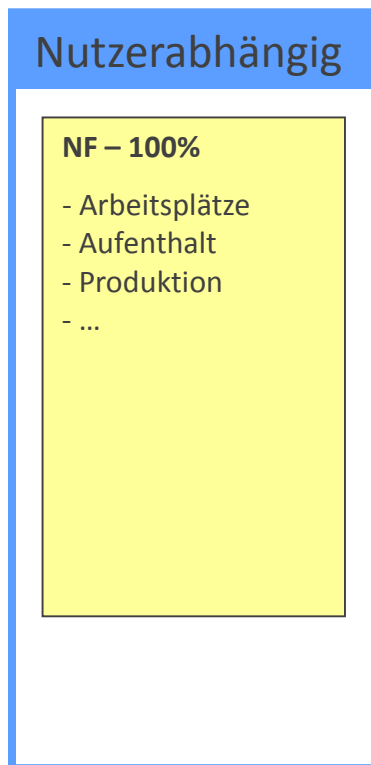 Nutzerabhängig
NF – 100%
- Arbeitsplätze
- Aufenthalt
- Produktion
- ...